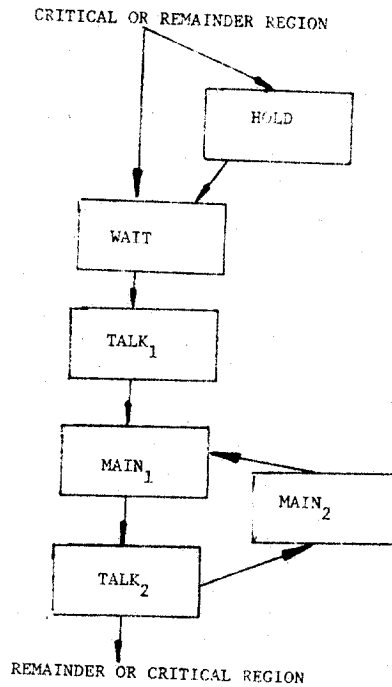 CRITICAL OR REMAINDER REGION
HOLD
WAIT
TALK1
MAIN1
MAIN2
TALK2
REMAINDER OR CRITICAL REGION